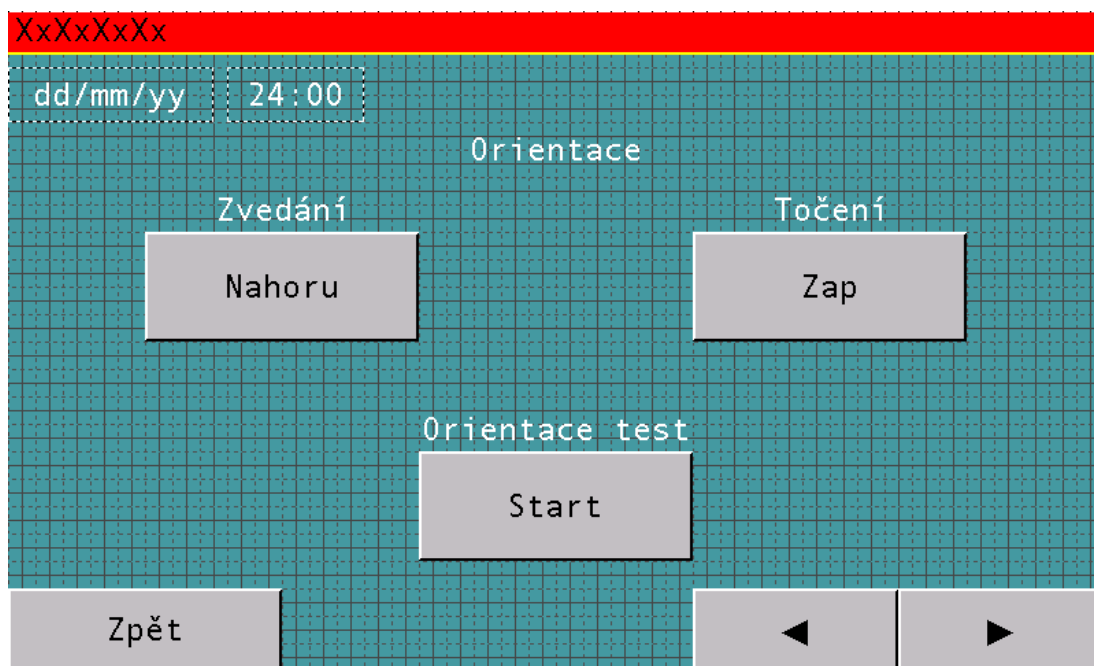 XxXxXxXx
dd/mm/yy 24:00
Orientace
Zvedání Točení
Nahoru Zap
Orientace test
Start
Zpět ◀ ▶